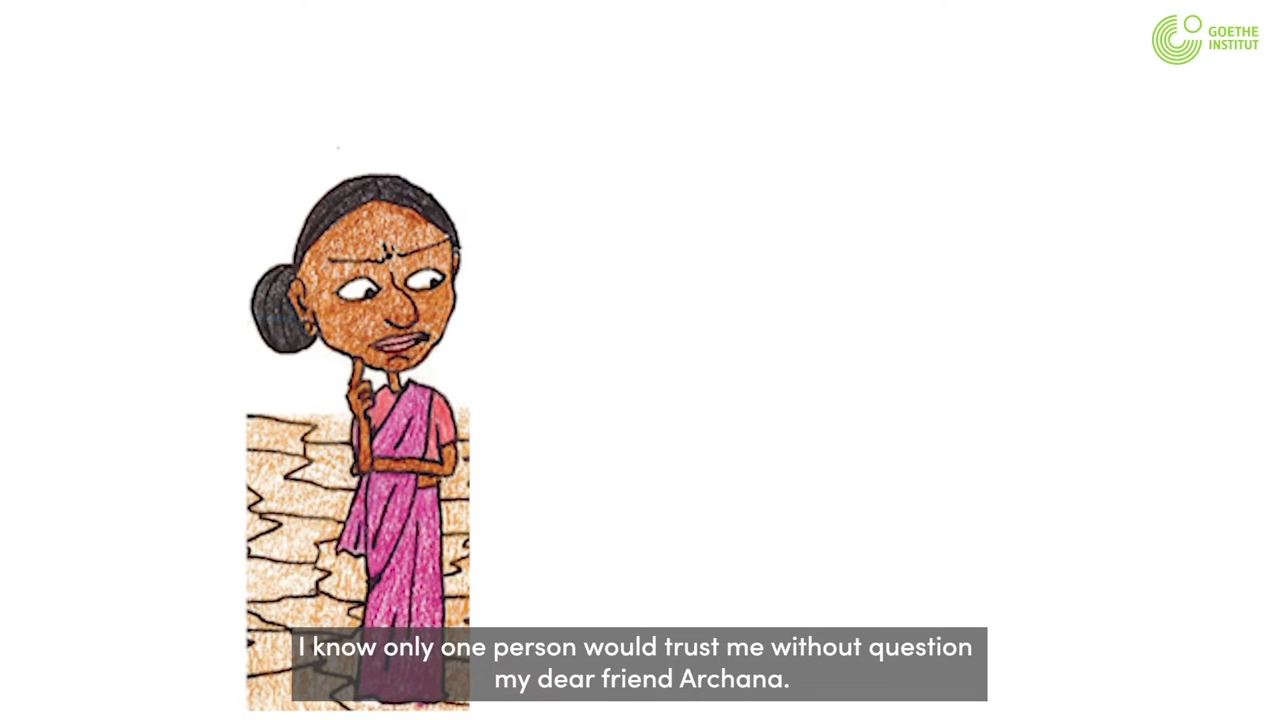 GOETHE
INSTITUT
I know only one person would trust me without question
my dear friend Archana.